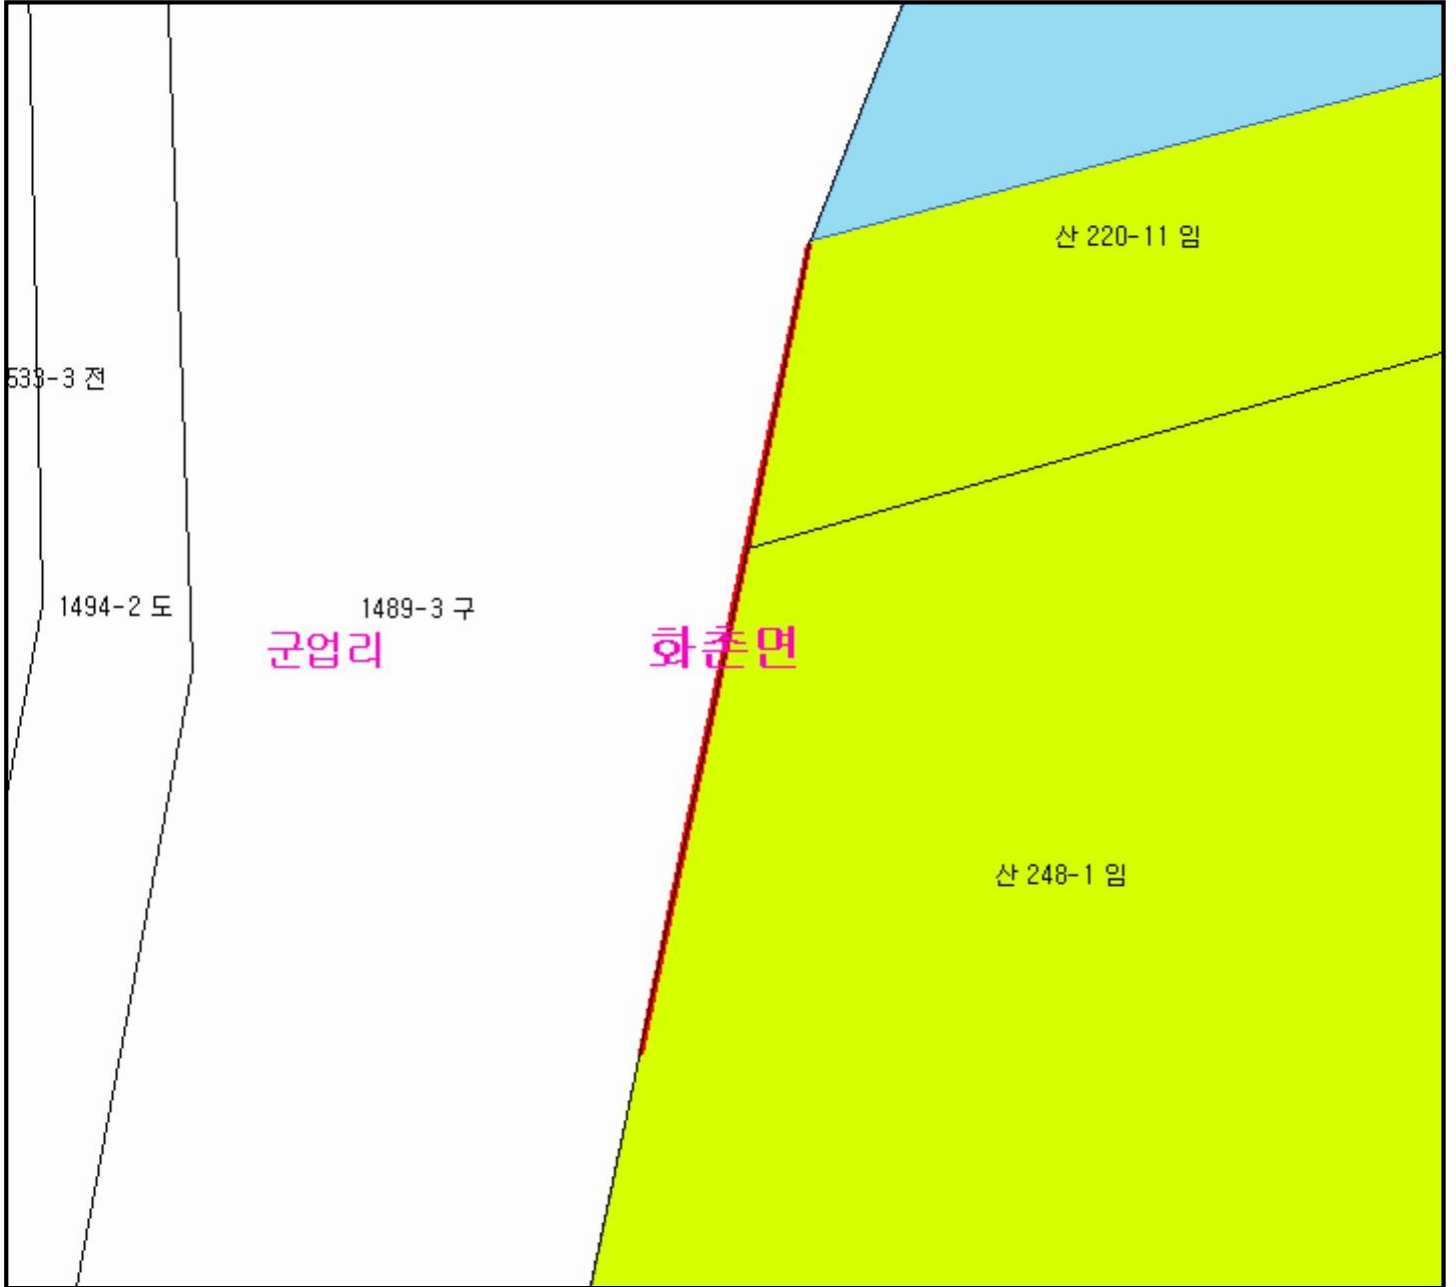 산 220-11 임
533-3 전
1494-2 도
1489-3 구
군업리
화촌면
산 248-1 임